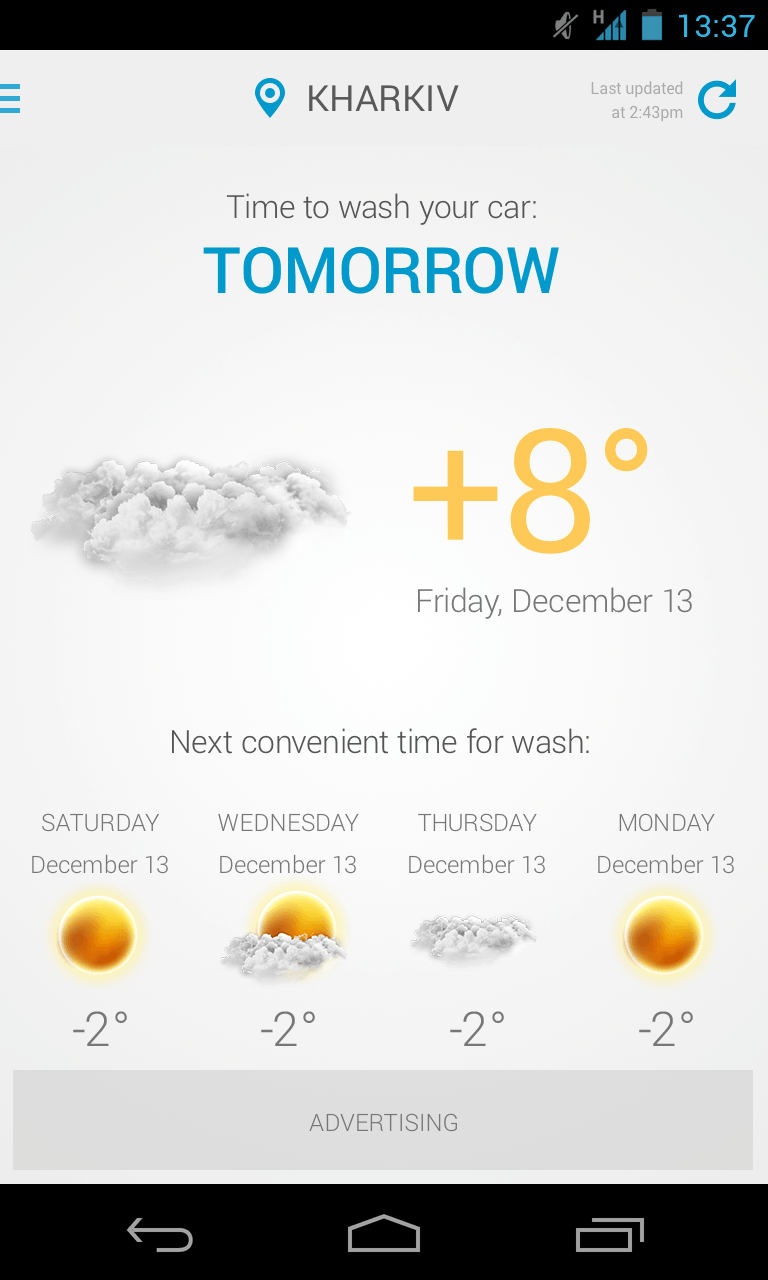 H
13:37
KHARKIV
Last updated
at 2:43pm
Time to wash your car:
TOMORROW
+8°
Friday, December 13
Next convenient time for wash:
SATURDAY WEDNESDAY THURSDAY MONDAY
December 13 December 13 December 13 December 13
-2° -2° -2° -2°
ADVERTISING